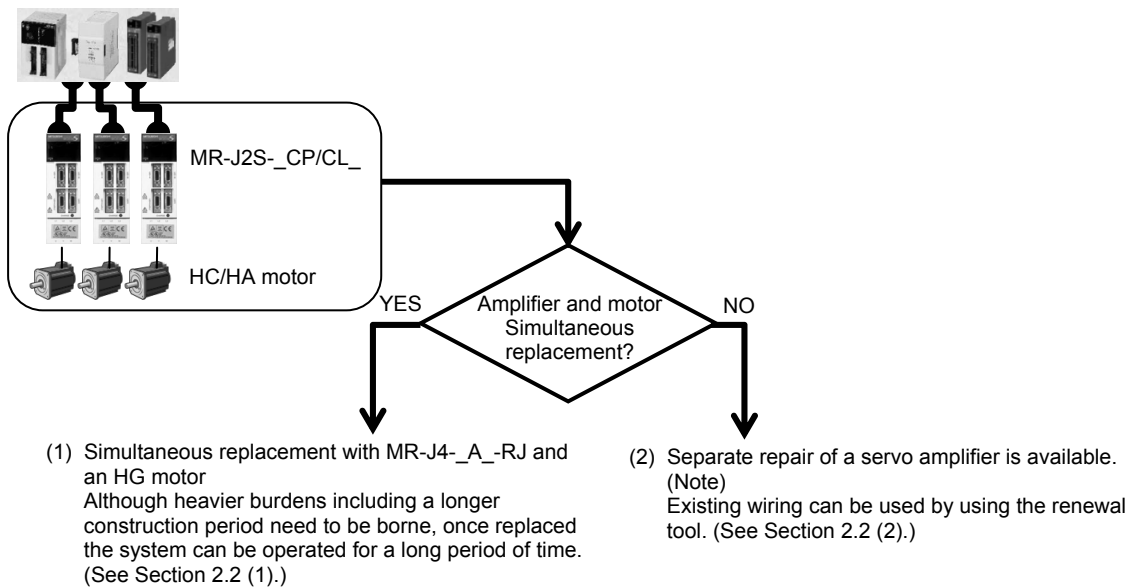 MR-J2S-_CP/CL_
HC/HA motor
YES
Amplifier and motor
Simultaneous
replacement?
NO
(1) Simultaneous replacement with MR-J4-_A_-RJ and
an HG motor
Although heavier burdens including a longer
construction period need to be borne, once replaced
the system can be operated for a long period of time.
(See Section 2.2 (1).)
(2) Separate repair of a servo amplifier is available.
(Note)
Existing wiring can be used by using the renewal
tool. (See Section 2.2 (2).)